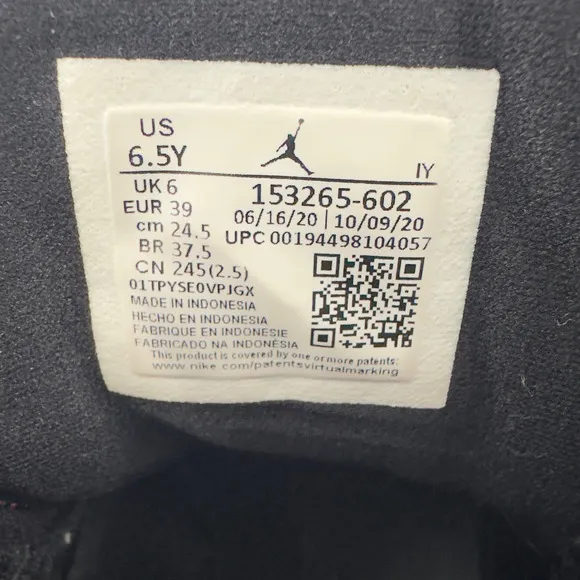 US
6.5Y
IY
UK 6
EUR 39
cm 24.5
BR 37.5
CN 245(2.5)
153265-602
06/16/20 | 10/09/20
UPC 00194498104057
01TPYSE0VPJGX
MADE IN INDONESIA
HECHO EN INDONESIA
FABRIQUE EN INDONESIE
FABRICADO NA INDONÉSIA
This product is covered by one or more patents:
www.nike.com/patentsvirtualmarking